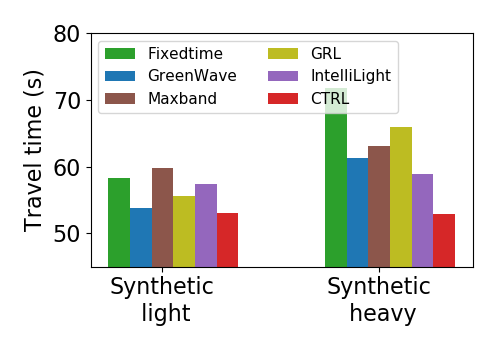 80
70
60
50
Travel time (s)
Fixedtime
GreenWave
Maxband
GRL
IntelliLight
CTRL
Synthetic
light
Synthetic
heavy